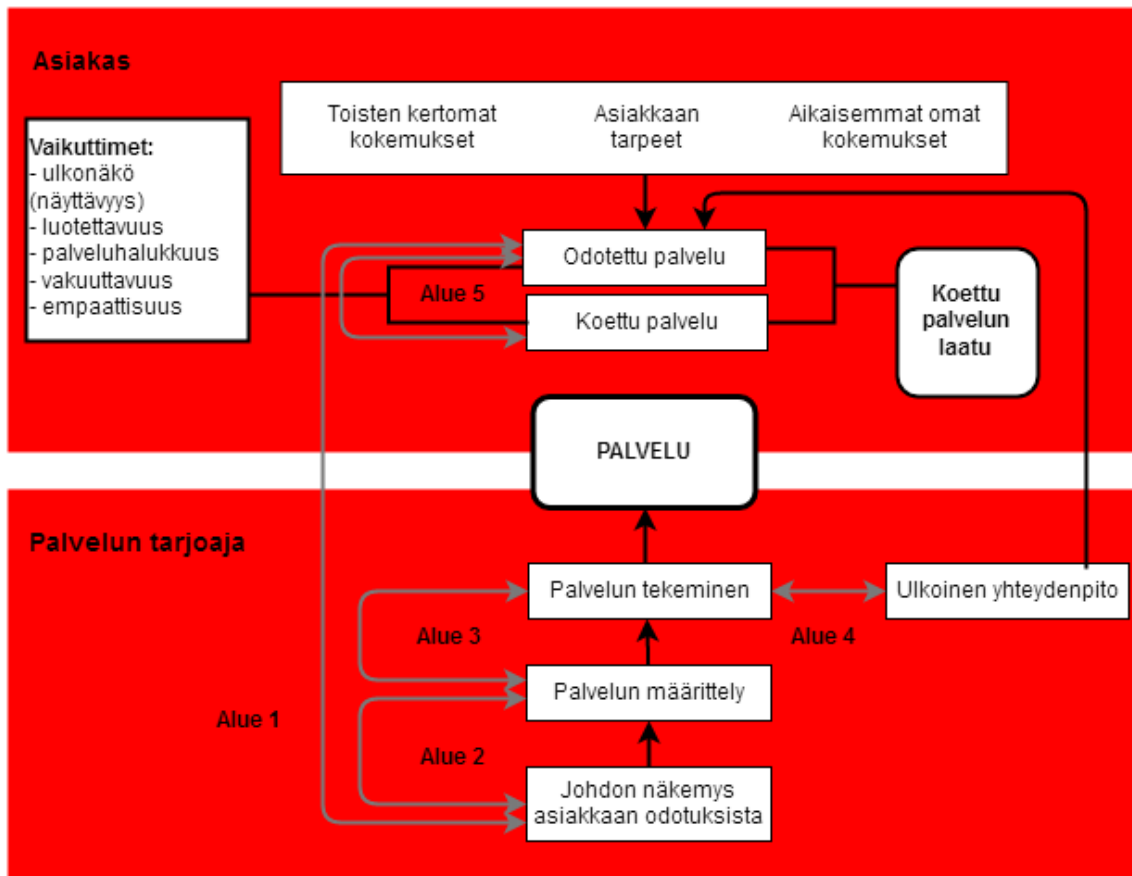 Asiakas
Toisten kertomat
kokemukset
Asiakkaan
tarpeet
Aikaisemmat omat
kokemukset
Vaikuttimet:
- ulkonäkö
(näyttävyys)
- luotettavuus
- palveluhalukkuus
- vakuuttavuus
- empaattisuus
Odotettu palvelu
Alue 5
Koettu palvelu
Koettu
palvelun
laatu
PALVELU
Palvelun tarjoaja
Palvelun tekeminen
Ulkoinen yhteydenpito
Alue 3
Alue 4
Palvelun määrittely
Alue 1
Alue 2
Johdon näkemys
asiakkaan odotuksista